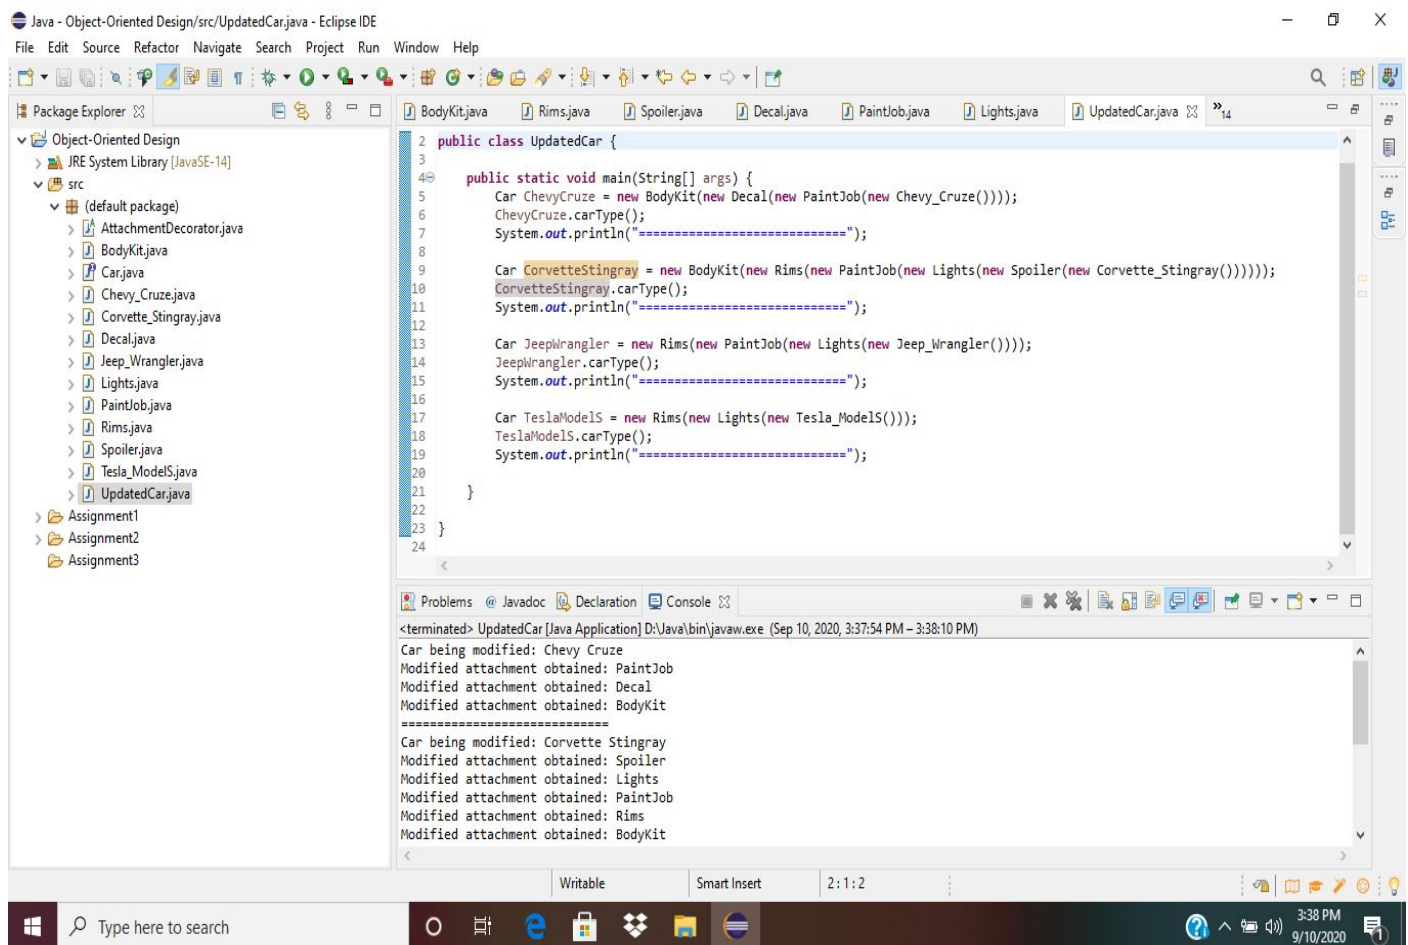 Java - Object-Oriented Design/src/UpdatedCar.java - Eclipse IDE
File Edit Source Refactor Navigate Search Project Run Window Help
Package Explorer
BodyKit.java Rims.java Spoiler.java Decal.java PaintJob.java Lights.java UpdatedCar.java »14
Object-Oriented Design
JRE System Library [JavaSE-14]
src
(default package)
AttachmentDecorator.java
BodyKit.java
Car.java
Chevy_Cruze.java
Corvette_Stingray.java
Decal.java
Jeep_Wrangler.java
Lights.java
PaintJob.java
Rims.java
Spoiler.java
Tesla_ModelS.java
UpdatedCar.java
Assignment1
Assignment2
Assignment3
2 public class UpdatedCar {
3
4 public static void main(String[] args) {
5 Car ChevyCruze = new BodyKit(new Decal(new PaintJob(new Chevy_Cruze())));
6 ChevyCruze.carType();
7 System.out.println("=============================");
8
9 Car CorvetteStingray = new BodyKit(new Rims(new PaintJob(new Lights(new Spoiler(new Corvette_Stingray())))));
10 CorvetteStingray.carType();
11 System.out.println("=============================");
12
13 Car JeepWrangler = new Rims(new PaintJob(new Lights(new Jeep_Wrangler())));
14 JeepWrangler.carType();
15 System.out.println("=============================");
16
17 Car TeslaModelS = new Rims(new Lights(new Tesla_ModelS()));
18 TeslaModelS.carType();
19 System.out.println("=============================");
20
21 }
22
23 }
24
Problems @ Javadoc Declaration Console
<terminated> UpdatedCar [Java Application] D:\Java\bin\javaw.exe (Sep 10, 2020, 3:37:54 PM – 3:38:10 PM)
Car being modified: Chevy Cruze
Modified attachment obtained: PaintJob
Modified attachment obtained: Decal
Modified attachment obtained: BodyKit
=============================
Car being modified: Corvette Stingray
Modified attachment obtained: Spoiler
Modified attachment obtained: Lights
Modified attachment obtained: PaintJob
Modified attachment obtained: Rims
Modified attachment obtained: BodyKit
Writable Smart Insert 2 : 1 : 2
Type here to search
3:38 PM
9/10/2020
1